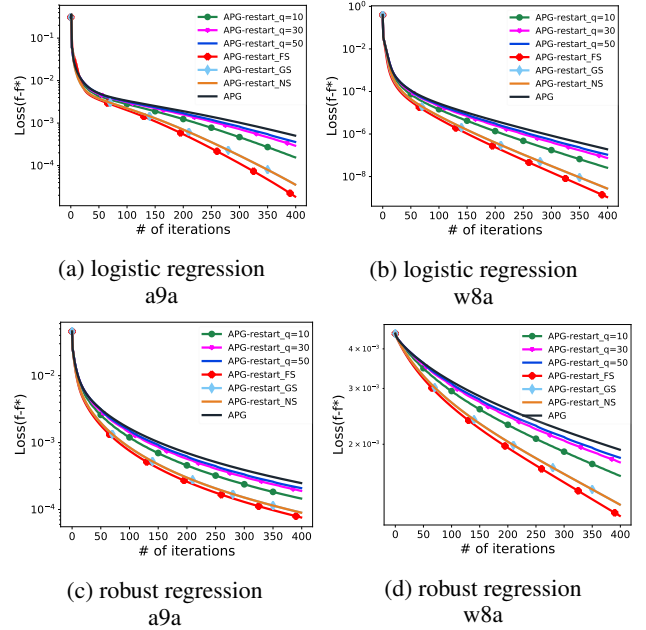 Loss(f-f*)
10⁻¹
10⁻²
10⁻³
10⁻⁴
APG-restart_q=10
APG-restart_q=30
APG-restart_q=50
APG-restart_FS
APG-restart_GS
APG-restart_NS
APG
0 50 100 150 200 250 300 350 400
# of iterations
(a) logistic regression
a9a
Loss(f-f*)
10⁰
10⁻²
10⁻⁴
10⁻⁶
10⁻⁸
APG-restart_q=10
APG-restart_q=30
APG-restart_q=50
APG-restart_FS
APG-restart_GS
APG-restart_NS
APG
0 50 100 150 200 250 300 350 400
# of iterations
(b) logistic regression
w8a
Loss(f-f*)
10⁻²
10⁻³
10⁻⁴
APG-restart_q=10
APG-restart_q=30
APG-restart_q=50
APG-restart_FS
APG-restart_GS
APG-restart_NS
APG
0 50 100 150 200 250 300 350 400
# of iterations
(c) robust regression
a9a
Loss(f-f*)
4 × 10⁻³
3 × 10⁻³
2 × 10⁻³
APG-restart_q=10
APG-restart_q=30
APG-restart_q=50
APG-restart_FS
APG-restart_GS
APG-restart_NS
APG
0 50 100 150 200 250 300 350 400
# of iterations
(d) robust regression
w8a